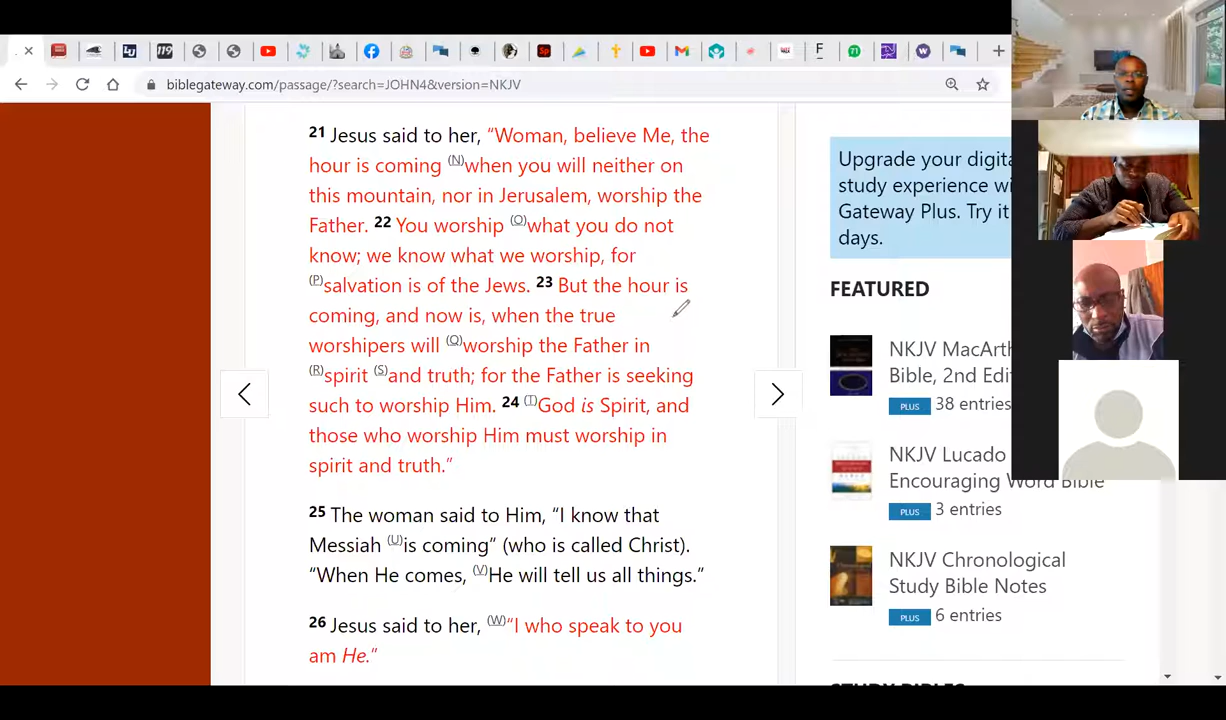 119
biblegateway.com/passage/?search=JOHN4&version=NKJV
21 Jesus said to her, “Woman, believe Me, the
hour is coming (N)when you will neither on
this mountain, nor in Jerusalem, worship the
Father. 22 You worship (O)what you do not
know; we know what we worship, for
(P)salvation is of the Jews. 23 But the hour is
coming, and now is, when the true
worshipers will (Q)worship the Father in
(R)spirit (S)and truth; for the Father is seeking
such to worship Him. 24 (T)God is Spirit, and
those who worship Him must worship in
spirit and truth.”
25 The woman said to Him, “I know that
Messiah (U)is coming” (who is called Christ).
“When He comes, (V)He will tell us all things.”
26 Jesus said to her, (W)“I who speak to you
am He.”
Upgrade your digita
study experience wi
Gateway Plus. Try it
days.
FEATURED
NKJV MacArth
Bible, 2nd Edi
PLUS 38 entries
NKJV Lucado
Encouraging Word Bible
PLUS 3 entries
NKJV Chronological
Study Bible Notes
PLUS 6 entries
STUDY BIBLES